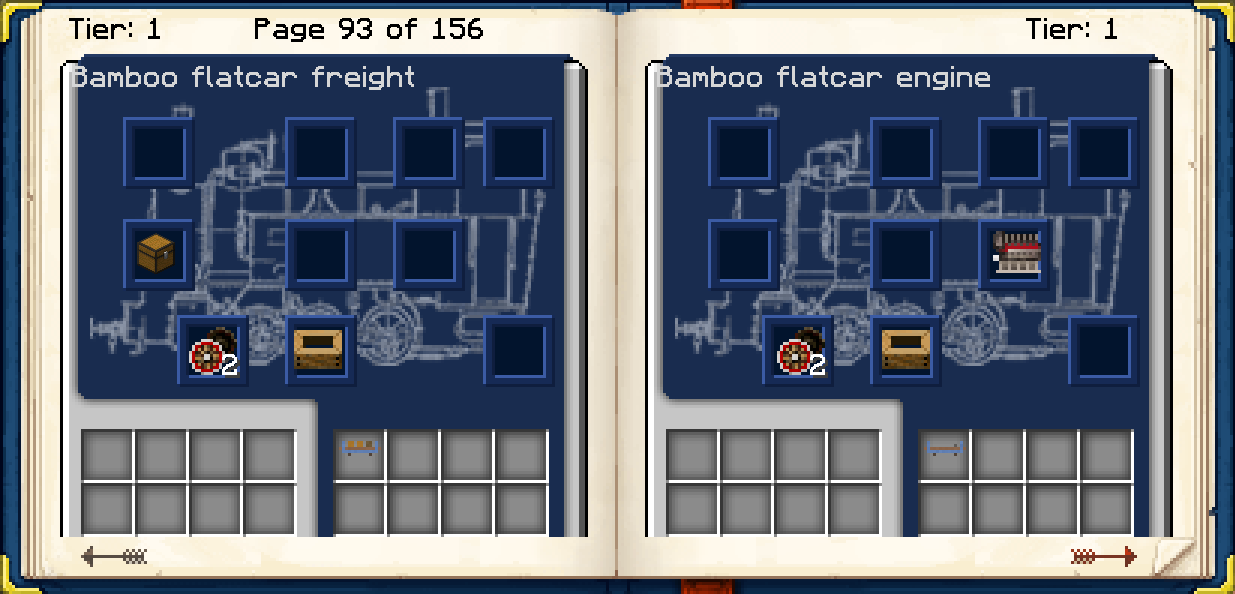 Tier: 1
Page 93 of 156
Bamboo flatcar freight
2
Tier: 1
Bamboo flatcar engine
2